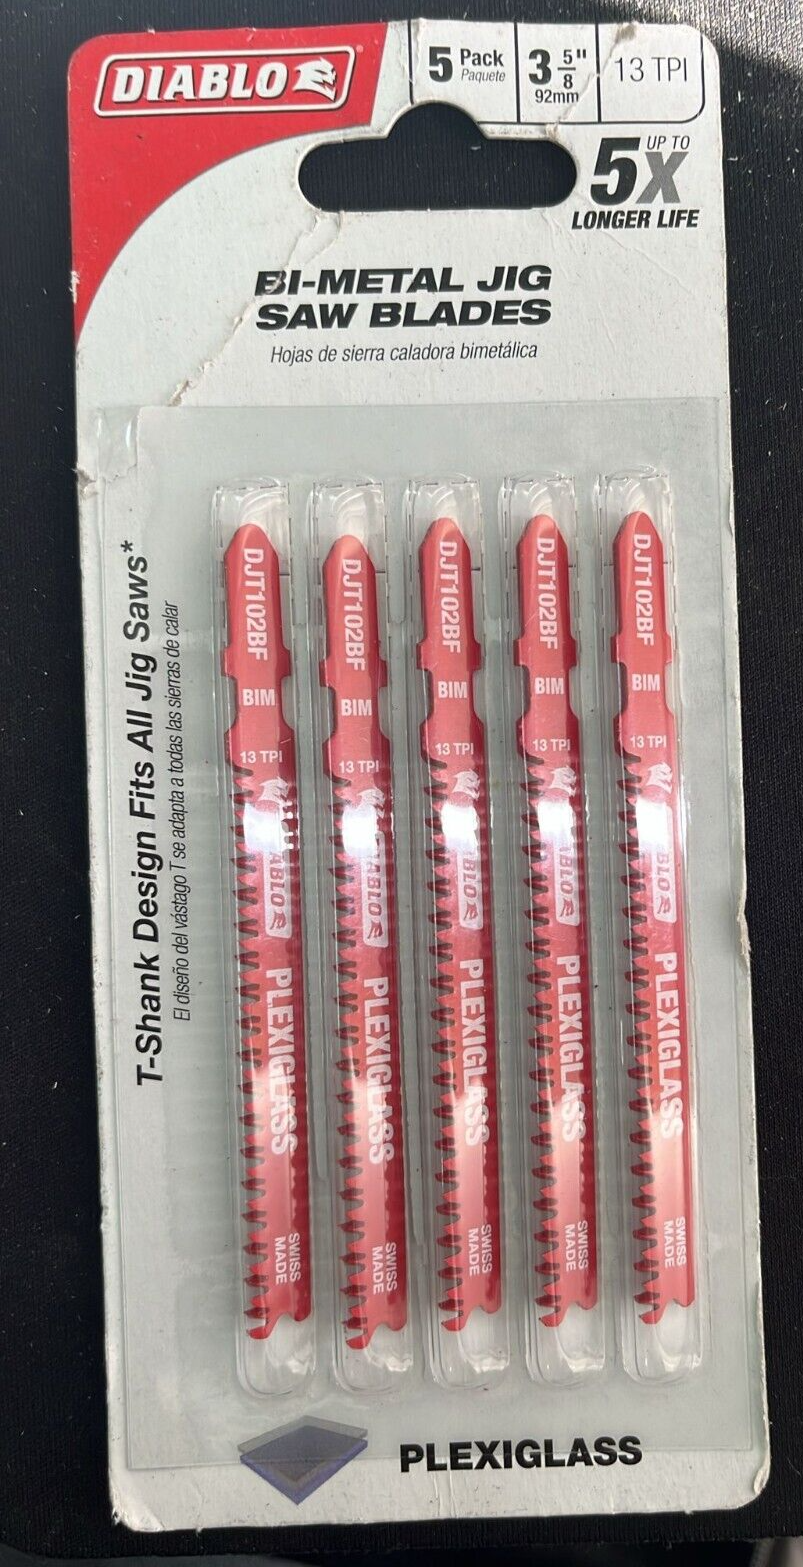 DIABLO
5 Pack
Paquete
3 5/8"
92mm
13 TPI
UP TO
5X
LONGER LIFE
BI-METAL JIG
SAW BLADES
Hojas de sierra caladora bimetálica
T-Shank Design Fits All Jig Saws*
El diseño del vástago T se adapta a todas las sierras de calar
DJT102BF
BIM
13 TPI
DIABLO
PLEXIGLASS
SWISS
MADE
DJT102BF
BIM
13 TPI
DIABLO
PLEXIGLASS
SWISS
MADE
DJT102BF
BIM
13 TPI
DIABLO
PLEXIGLASS
SWISS
MADE
DJT102BF
BIM
13 TPI
DIABLO
PLEXIGLASS
SWISS
MADE
DJT102BF
BIM
13 TPI
DIABLO
PLEXIGLASS
SWISS
MADE
PLEXIGLASS